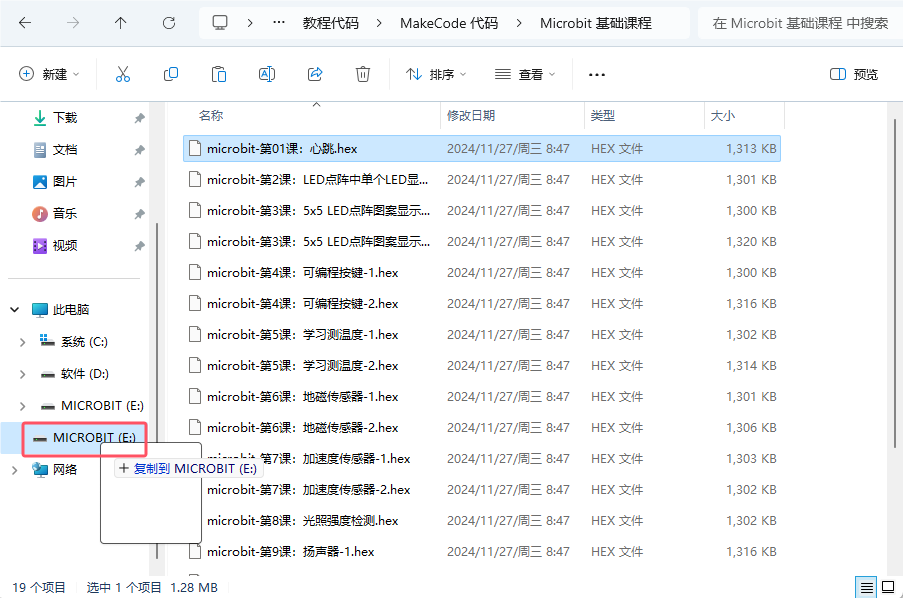 ··· 教程代码 MakeCode 代码 Microbit 基础课程 在 Microbit 基础课程 中搜索
新建 排序 查看 ··· 预览
下载
文档
图片
音乐
视频
此电脑
系统 (C:)
软件 (D:)
MICROBIT (E:)
MICROBIT (E:)
网络
+ 复制到 MICROBIT (E:)
名称 修改日期 类型 大小
microbit-第01课：心跳.hex 2024/11/27/周三 8:47 HEX 文件 1,313 KB
microbit-第2课：LED点阵中单个LED显... 2024/11/27/周三 8:47 HEX 文件 1,301 KB
microbit-第3课：5x5 LED点阵图案显示... 2024/11/27/周三 8:47 HEX 文件 1,300 KB
microbit-第3课：5x5 LED点阵图案显示... 2024/11/27/周三 8:47 HEX 文件 1,320 KB
microbit-第4课：可编程按键-1.hex 2024/11/27/周三 8:47 HEX 文件 1,300 KB
microbit-第4课：可编程按键-2.hex 2024/11/27/周三 8:47 HEX 文件 1,316 KB
microbit-第5课：学习测温度-1.hex 2024/11/27/周三 8:47 HEX 文件 1,302 KB
microbit-第5课：学习测温度-2.hex 2024/11/27/周三 8:47 HEX 文件 1,314 KB
microbit-第6课：地磁传感器-1.hex 2024/11/27/周三 8:47 HEX 文件 1,301 KB
microbit-第6课：地磁传感器-2.hex 2024/11/27/周三 8:47 HEX 文件 1,306 KB
microbit-第7课：加速度传感器-1.hex 2024/11/27/周三 8:47 HEX 文件 1,303 KB
microbit-第7课：加速度传感器-2.hex 2024/11/27/周三 8:47 HEX 文件 1,302 KB
microbit-第8课：光照强度检测.hex 2024/11/27/周三 8:47 HEX 文件 1,302 KB
microbit-第9课：扬声器-1.hex 2024/11/27/周三 8:47 HEX 文件 1,316 KB
19 个项目 选中 1 个项目 1.28 MB